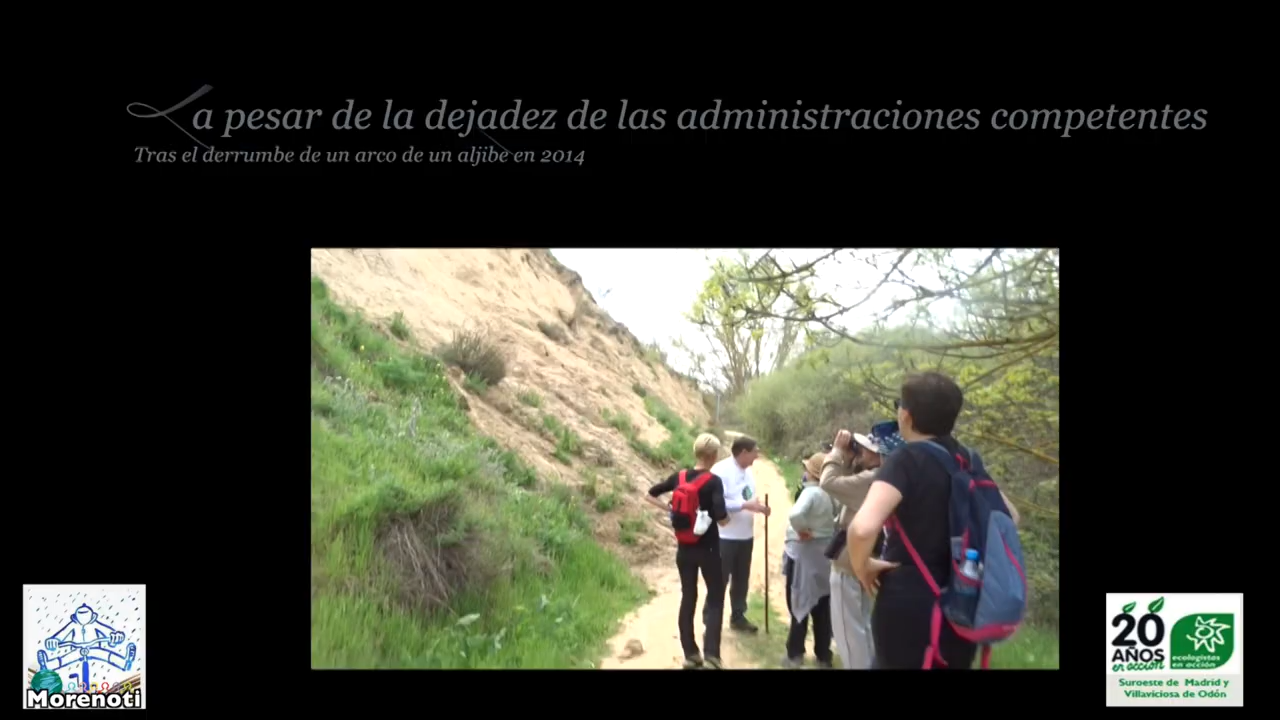 a pesar de la dejadez de las administraciones competentes
Tras el derrumbe de un arco de un aljibe en 2014
Morenoti
20
AÑOS
en acción
ecologistas
en acción
Suroeste de Madrid y
Villaviciosa de Odón